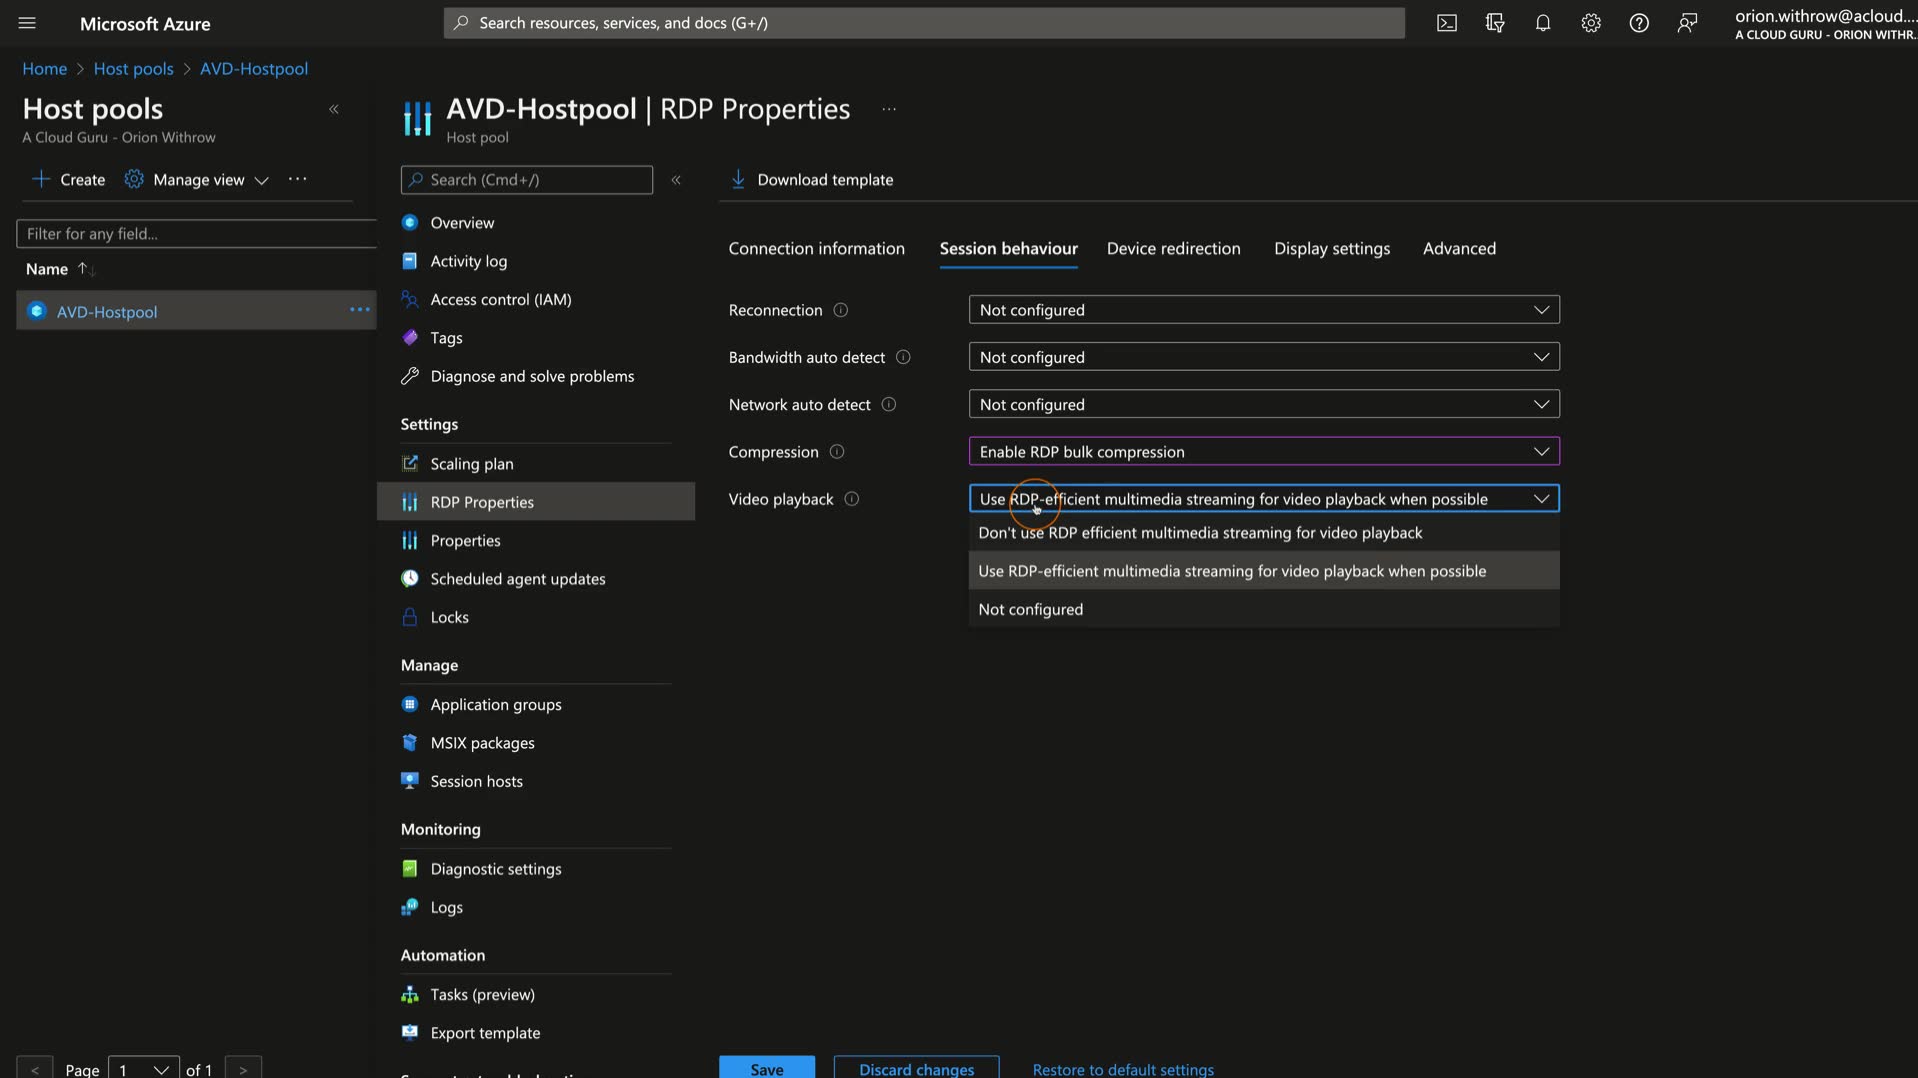 Microsoft Azure
Search resources, services, and docs (G+/)
orion.withrow@acloud....
A CLOUD GURU - ORION WITHR...
Home > Host pools > AVD-Hostpool
Host pools
A Cloud Guru - Orion Withrow
Create
Manage view
Filter for any field...
Name
AVD-Hostpool
Page 1 of 1
AVD-Hostpool | RDP Properties
Host pool
Search (Cmd+/)
Overview
Activity log
Access control (IAM)
Tags
Diagnose and solve problems
Settings
Scaling plan
RDP Properties
Properties
Scheduled agent updates
Locks
Manage
Application groups
MSIX packages
Session hosts
Monitoring
Diagnostic settings
Logs
Automation
Tasks (preview)
Export template
Download template
Connection information Session behaviour Device redirection Display settings Advanced
Reconnection Not configured
Bandwidth auto detect Not configured
Network auto detect Not configured
Compression Enable RDP bulk compression
Video playback Use RDP-efficient multimedia streaming for video playback when possible
Don't use RDP efficient multimedia streaming for video playback
Use RDP-efficient multimedia streaming for video playback when possible
Not configured
Save Discard changes Restore to default settings